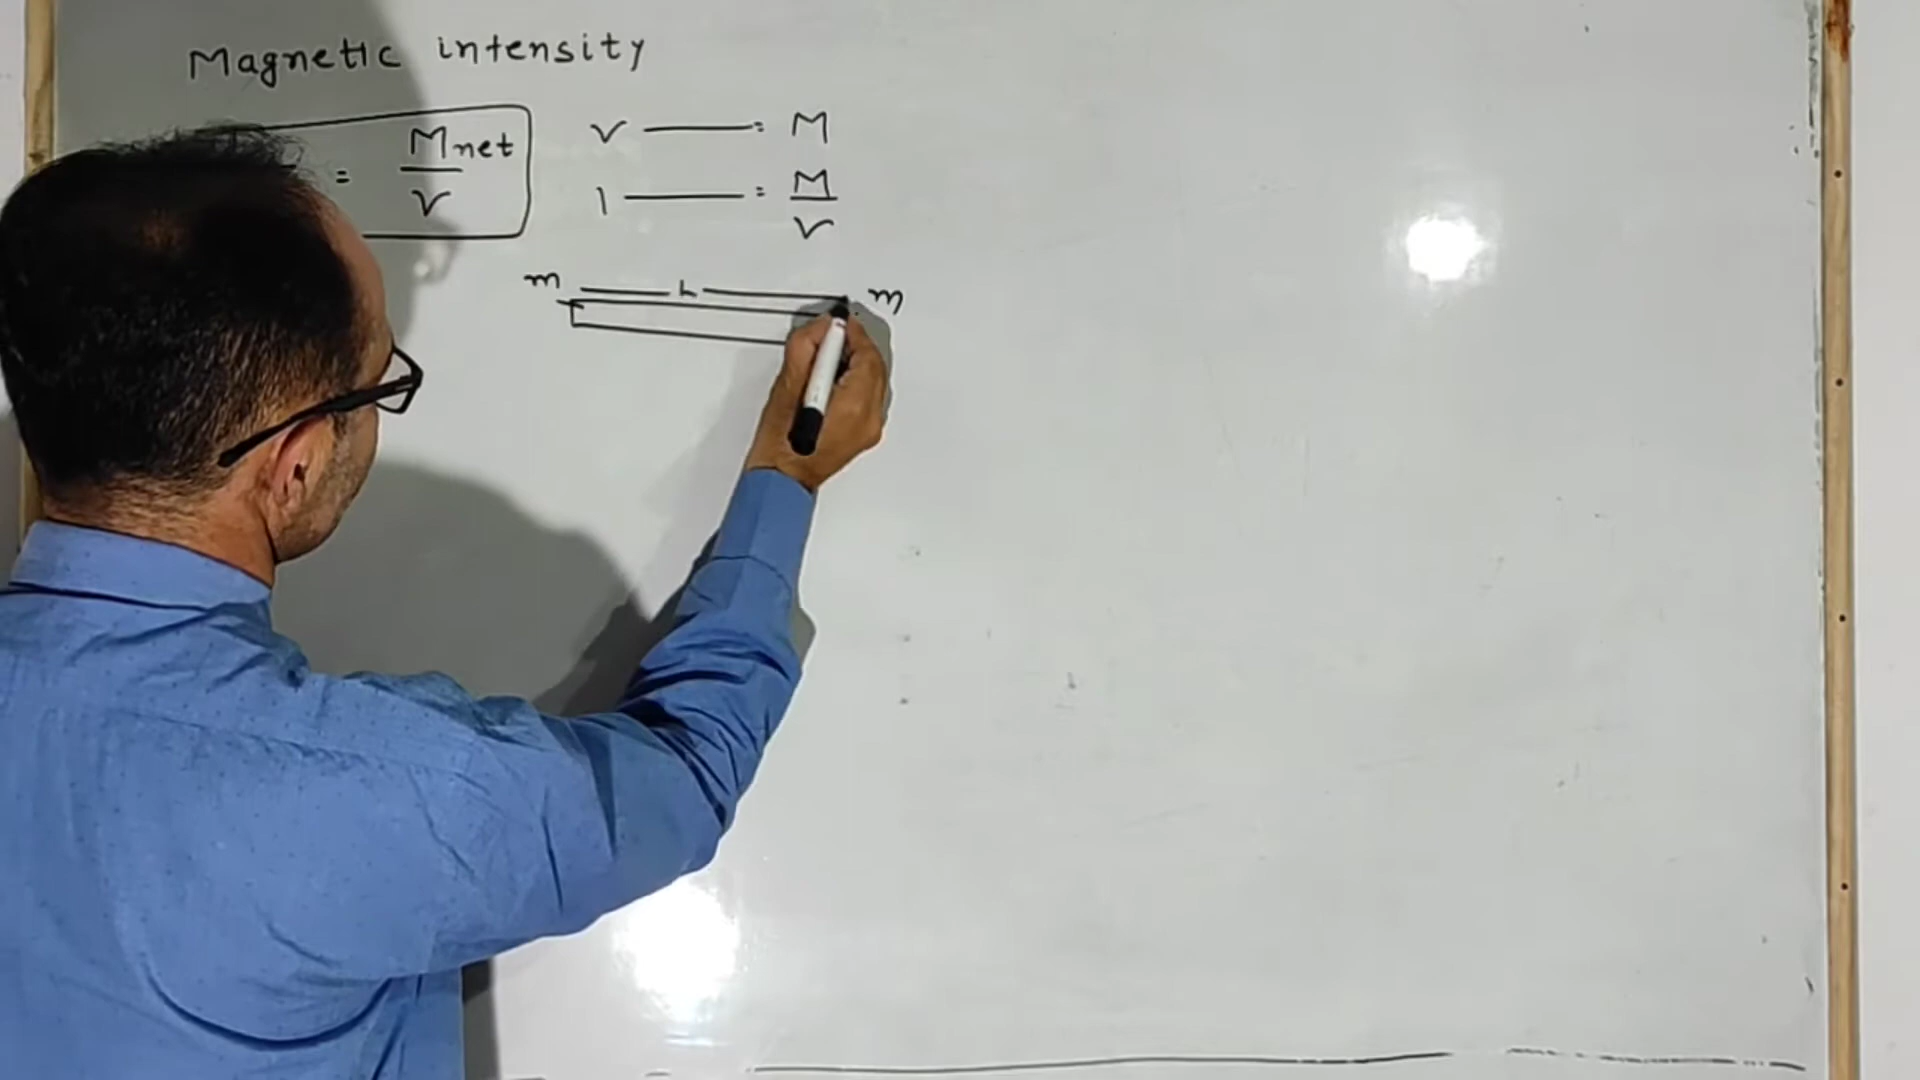 Magnetic intensity
= Mnet / V
V —— = M
1 —— = M / V
m —— L —— m